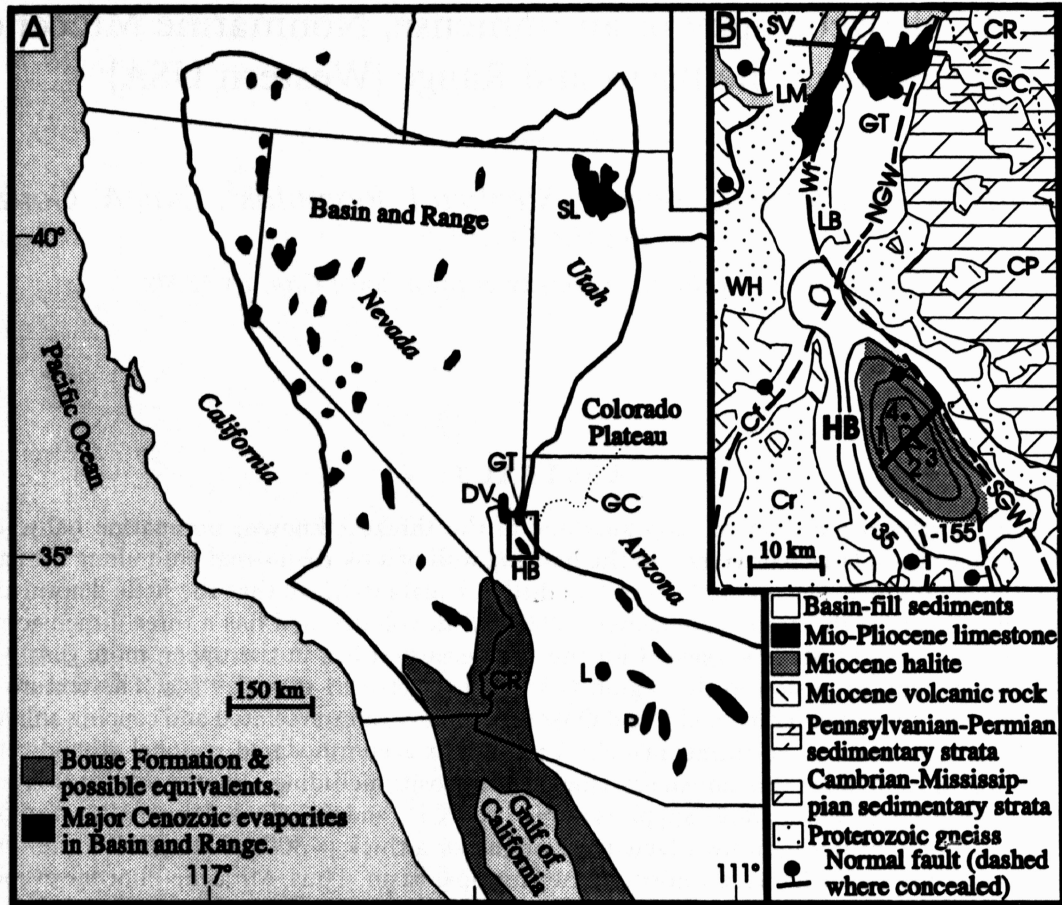 A
Basin and Range
SL
40°
Nevada
Utah
Pacific Ocean
California
Colorado
Plateau
GT
DV
GC
35°
HB
Arizona
150 km
CR
L
P
Bouse Formation &
possible equivalents.
Major Cenozoic evaporites
in Basin and Range.
Gulf of
California
117°
111°
B
SV
CR
LM
GC
GT
Wf
NGW
LB
WH
CP
Cf
HB
4
1
3
2
SGW
Cr
-135
-155
10 km
Basin-fill sediments
Mio-Pliocene limestone
Miocene halite
Miocene volcanic rock
Pennsylvanian-Permian
sedimentary strata
Cambrian-Mississip-
pian sedimentary strata
Proterozoic gneiss
Normal fault (dashed
where concealed)